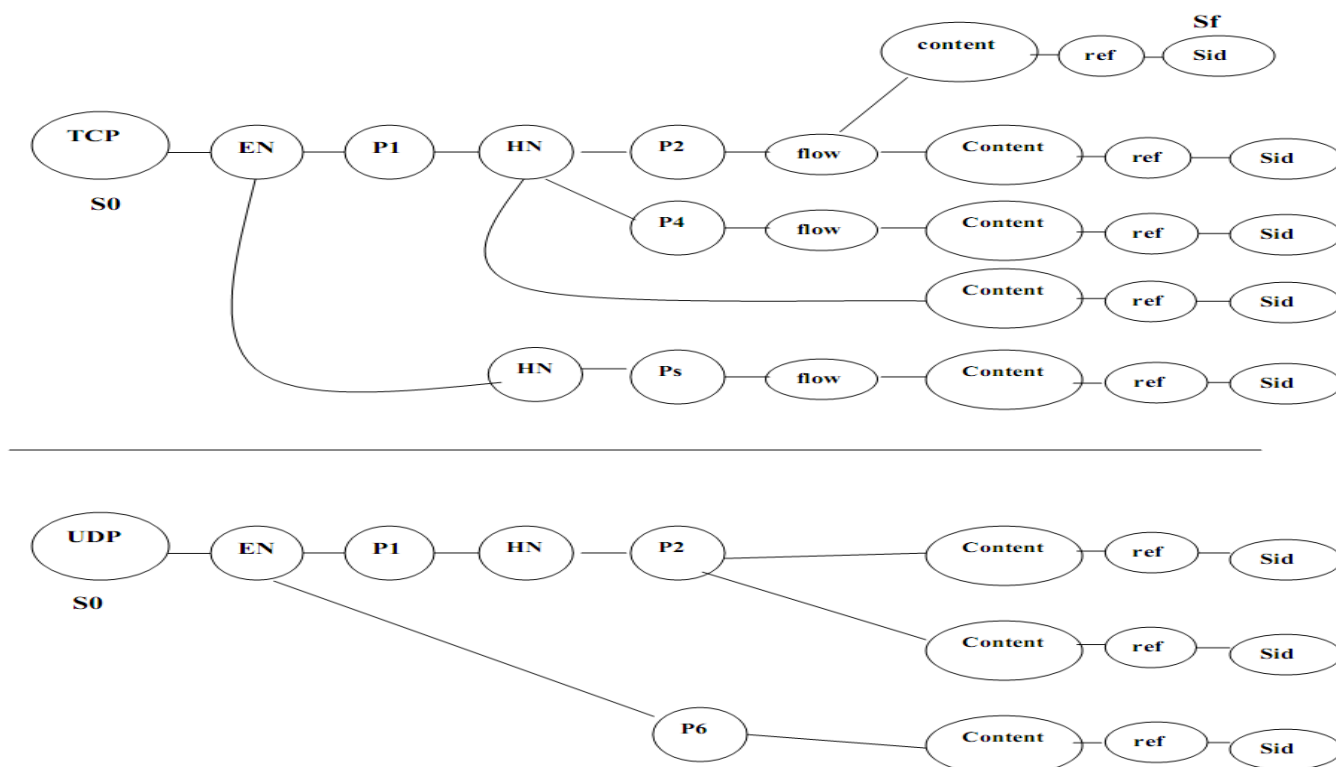 Sf
content ref Sid
TCP EN P1 HN P2 flow Content ref Sid
S0
P4 flow Content ref Sid
Content ref Sid
HN Ps flow Content ref Sid
UDP EN P1 HN P2 Content ref Sid
S0
Content ref Sid
P6 Content ref Sid